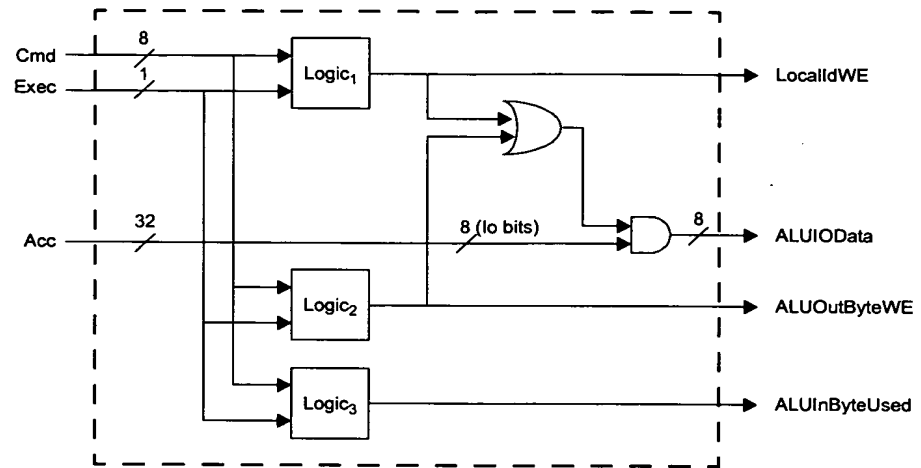 Cmd
8
Exec
1
Logic₁
LocalIdWE
Acc
32
8 (lo bits)
8
ALUIOData
Logic₂
ALUOutByteWE
Logic₃
ALUInByteUsed